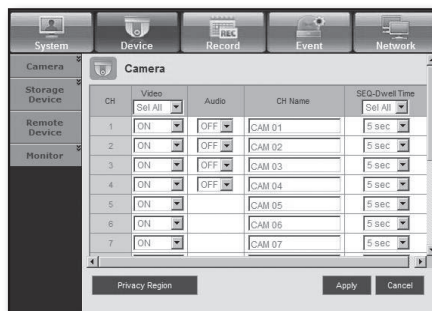 System Device Record Event Network
REC
Camera
Storage Device
Remote Device
Monitor
Camera
CH Video Audio CH Name SEQ-Dwell Time
Sel All Sel All
1 ON OFF CAM 01 5 sec
2 ON OFF CAM 02 5 sec
3 ON OFF CAM 03 5 sec
4 ON OFF CAM 04 5 sec
5 ON CAM 05 5 sec
6 ON CAM 06 5 sec
7 ON CAM 07 5 sec
Privacy Region Apply Cancel